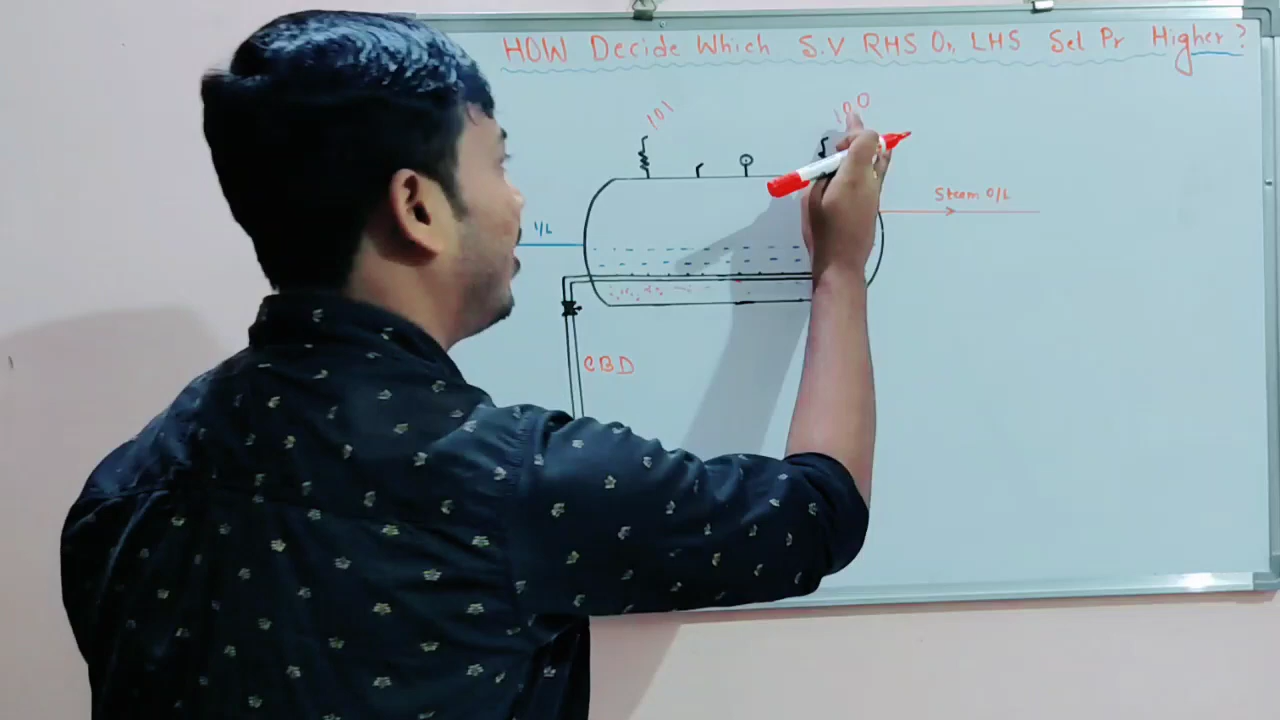 HOW Decide Which S.V RHS Or LHS Set Pr Higher?
101
100
Steam O/L
I/L
CBD